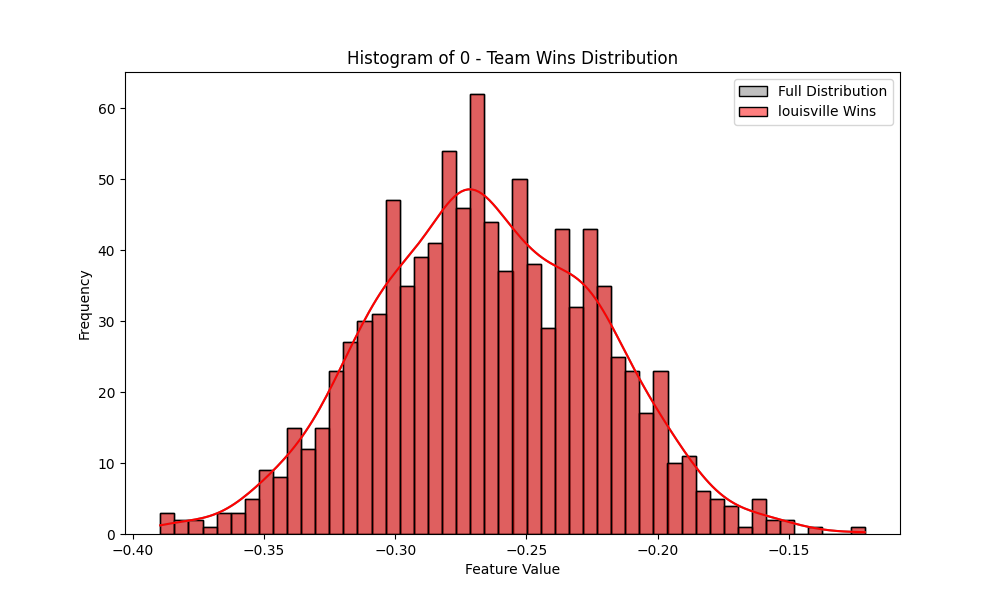 Histogram of 0 - Team Wins Distribution
Full Distribution
louisville Wins
Frequency
60
50
40
30
20
10
0
−0.40 −0.35 −0.30 −0.25 −0.20 −0.15
Feature Value